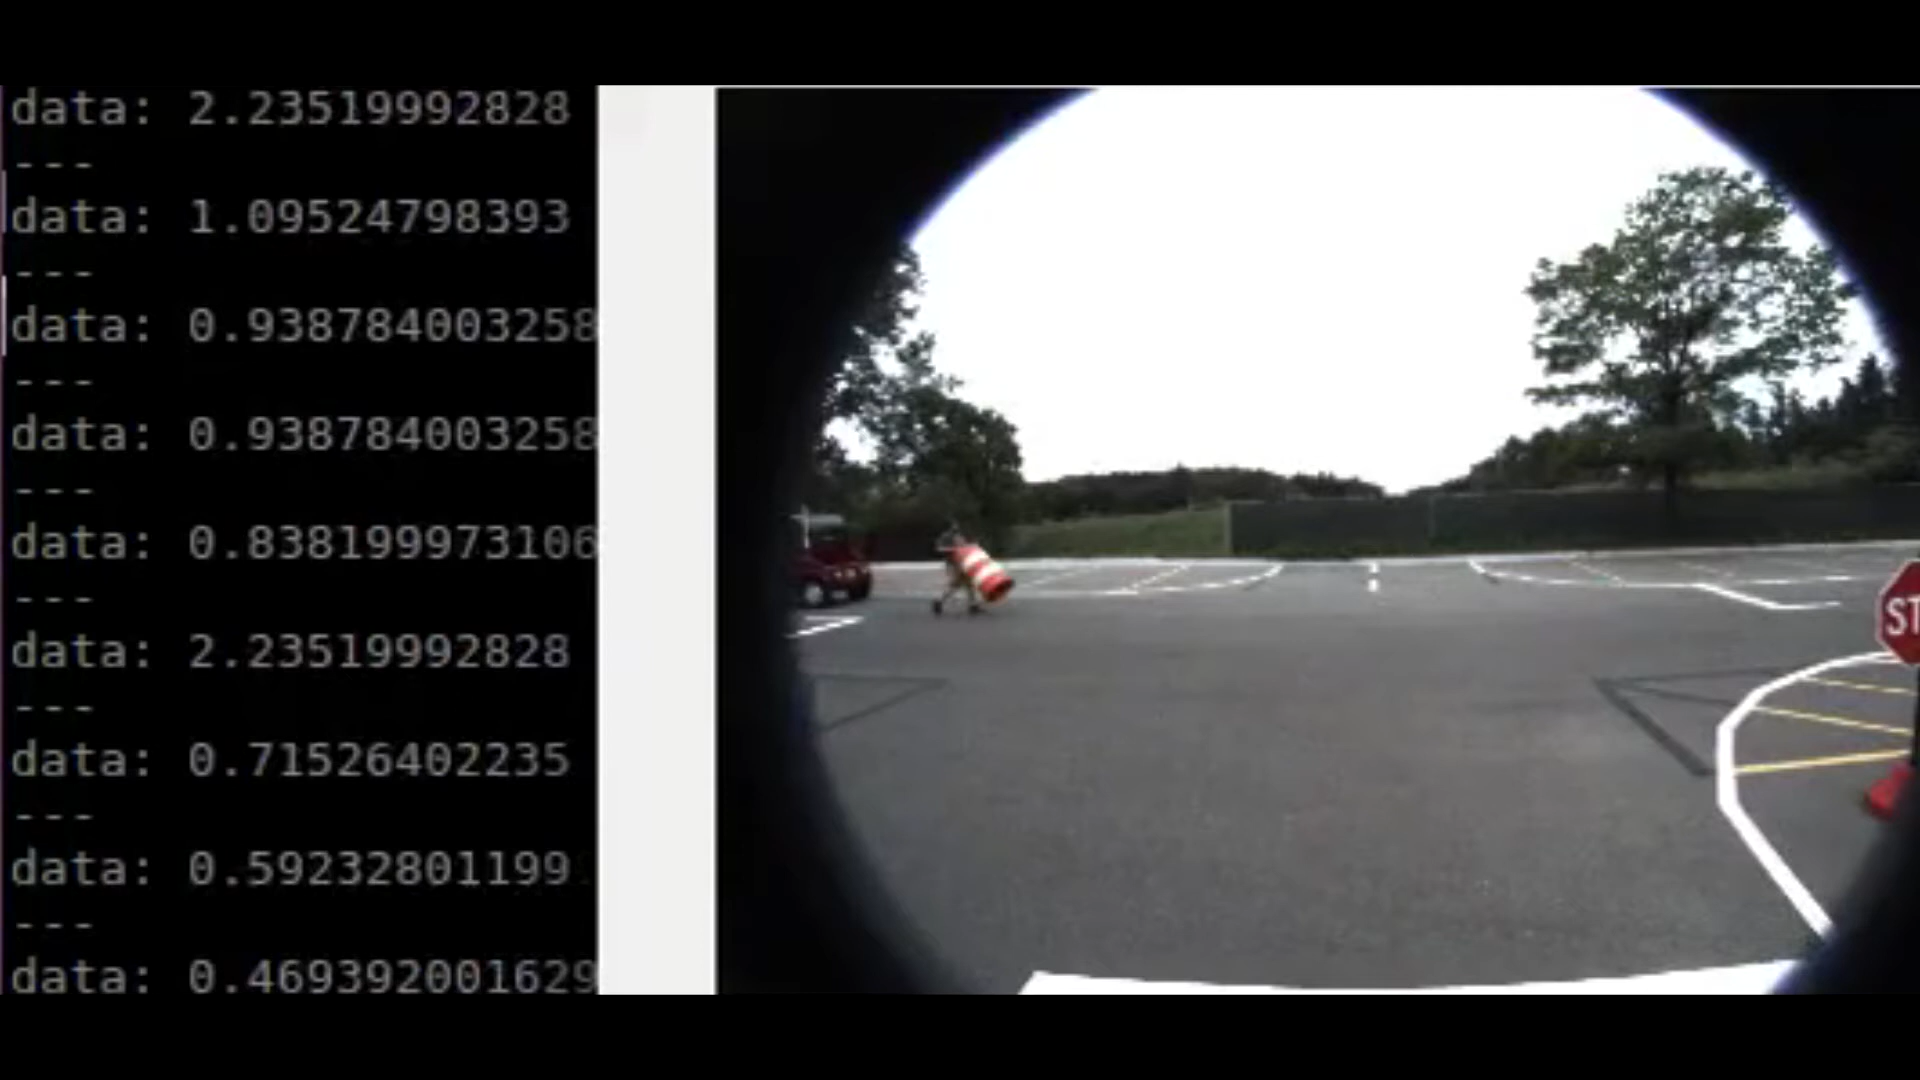 data: 2.23519992828
---
data: 1.09524798393
---
data: 0.938784003258
---
data: 0.938784003258
---
data: 0.838199973106
---
data: 2.23519992828
---
data: 0.71526402235
---
data: 0.59232801199
---
data: 0.469392001629
ST